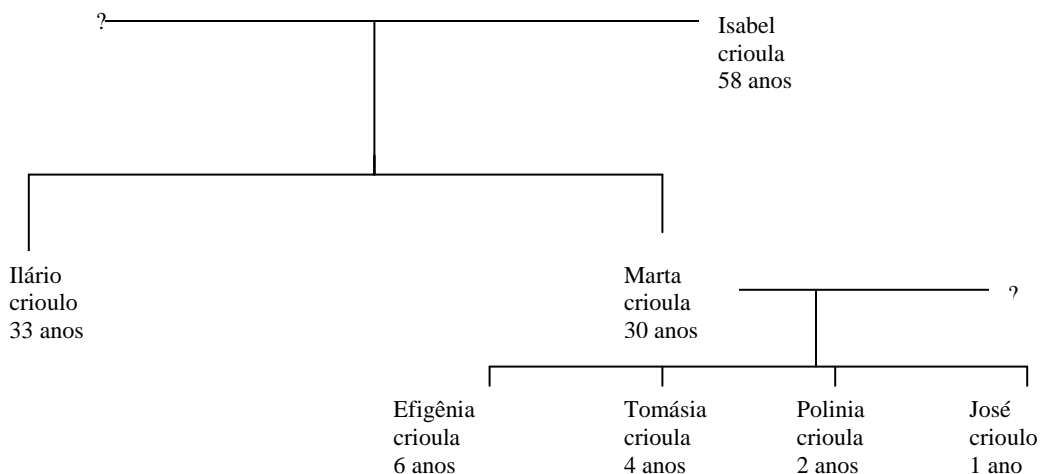 ?
Isabel
crioula
58 anos
Ilário
crioulo
33 anos
Marta
crioula
30 anos
?
Efigênia
crioula
6 anos
Tomásia
crioula
4 anos
Polinia
crioula
2 anos
José
crioulo
1 ano